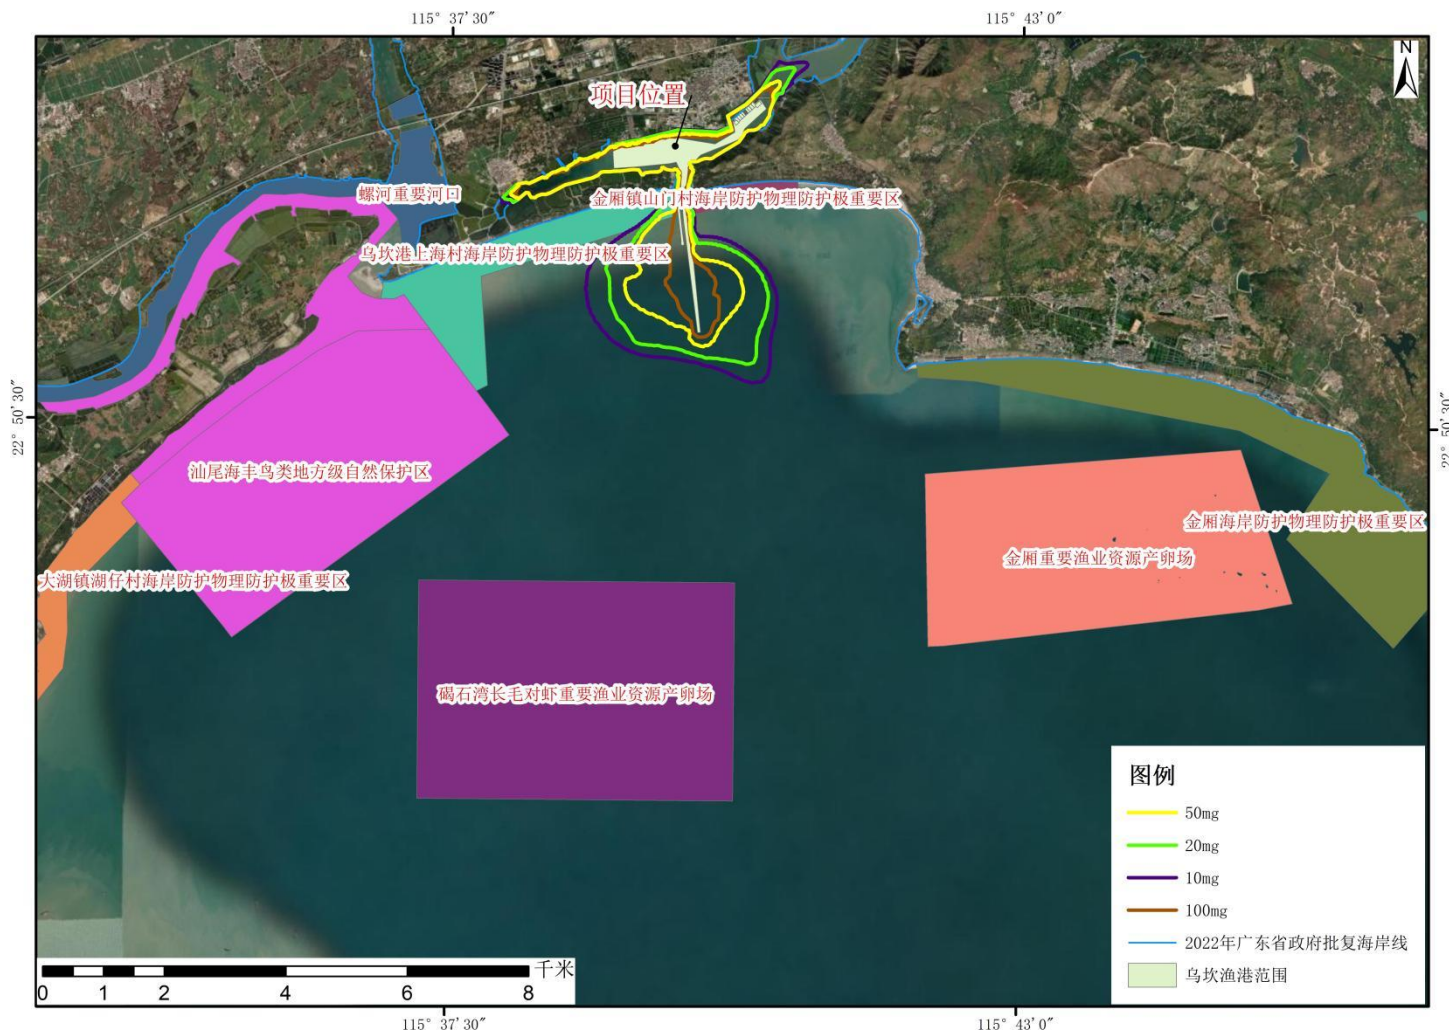 115° 37′30″
115° 43′0″
N
项目位置
螺河重要河口
金厢镇山门村海岸防护物理防护极重要区
乌坎港上海村海岸防护物理防护极重要区
22° 50′30″
22° 50′30″
汕尾海丰鸟类地方级自然保护区
金厢海岸防护物理防护极重要区
金厢重要渔业资源产卵场
大湖镇湖仔村海岸防护物理防护极重要区
碣石湾长毛对虾重要渔业资源产卵场
图例
50mg
20mg
10mg
100mg
2022年广东省政府批复海岸线
乌坎渔港范围
千米
0 1 2 4 6 8
115° 37′30″
115° 43′0″